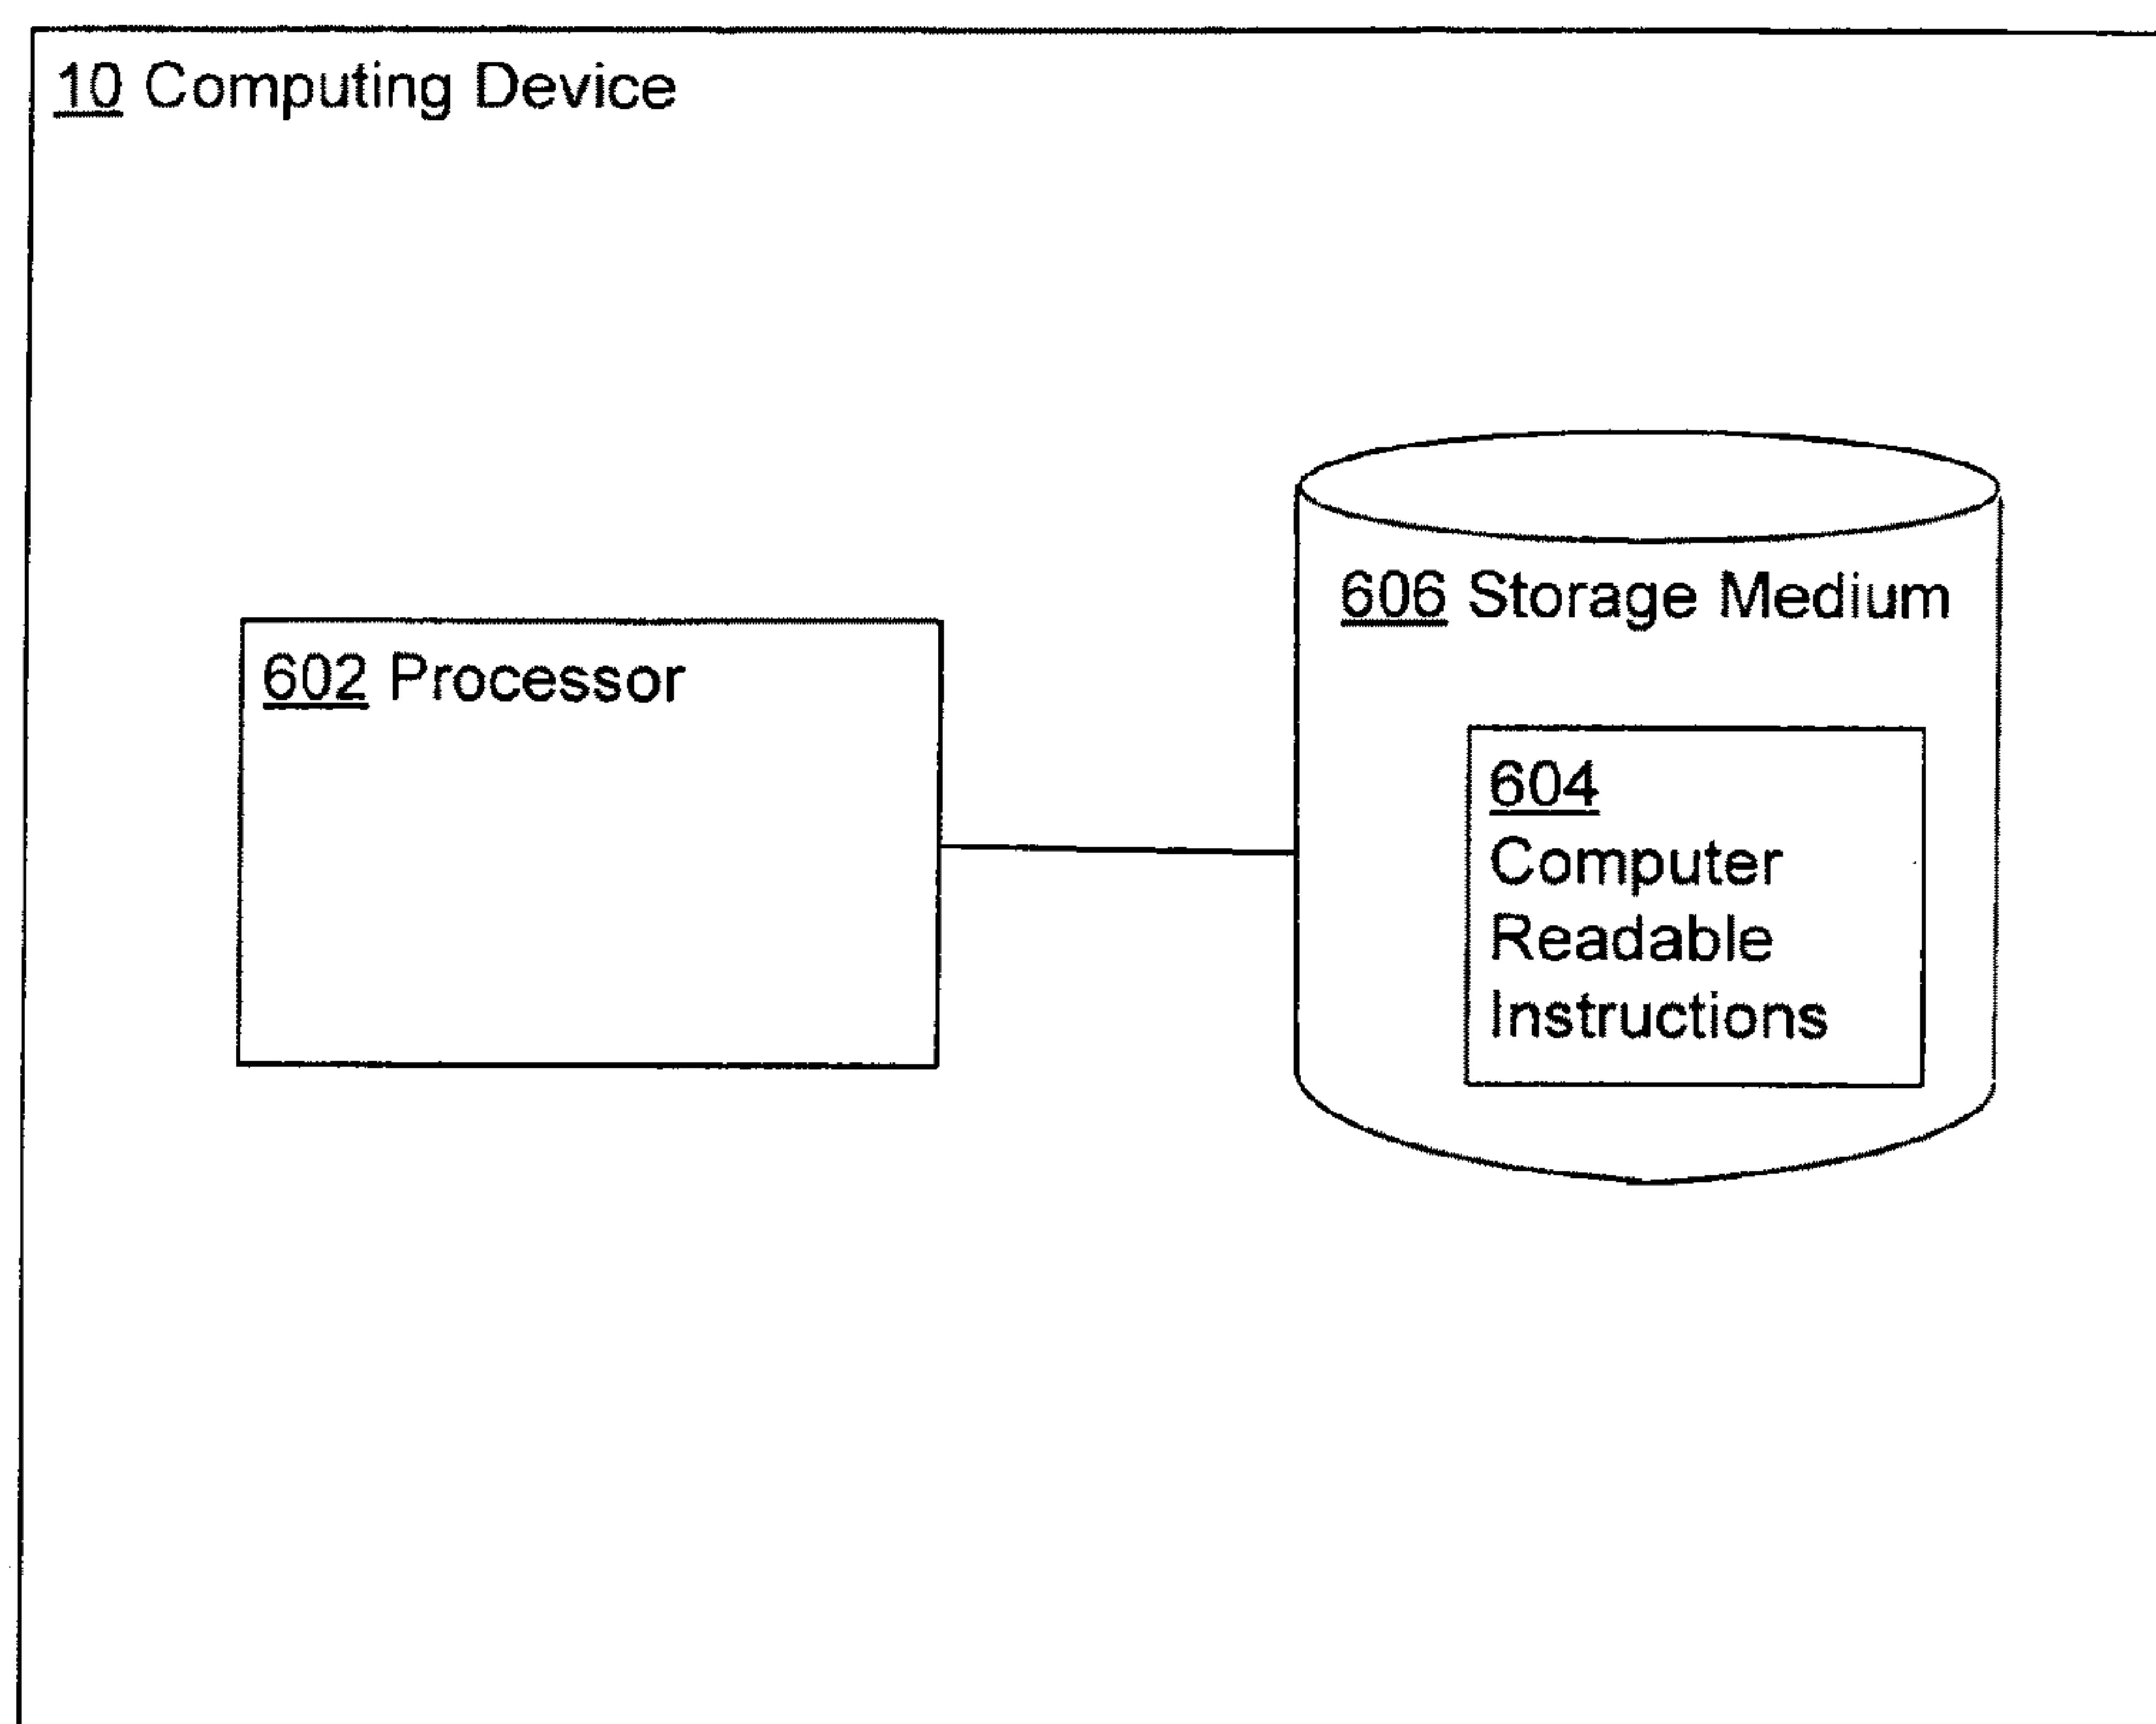 10 Computing Device
606 Storage Medium
602 Processor
604
Computer
Readable
Instructions